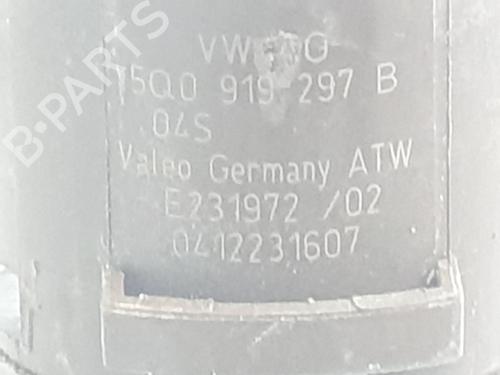 B-PARTS
VW AG
5Q0 919 297 B
04S
Valeo Germany ATW
E231972 /02
0412231607